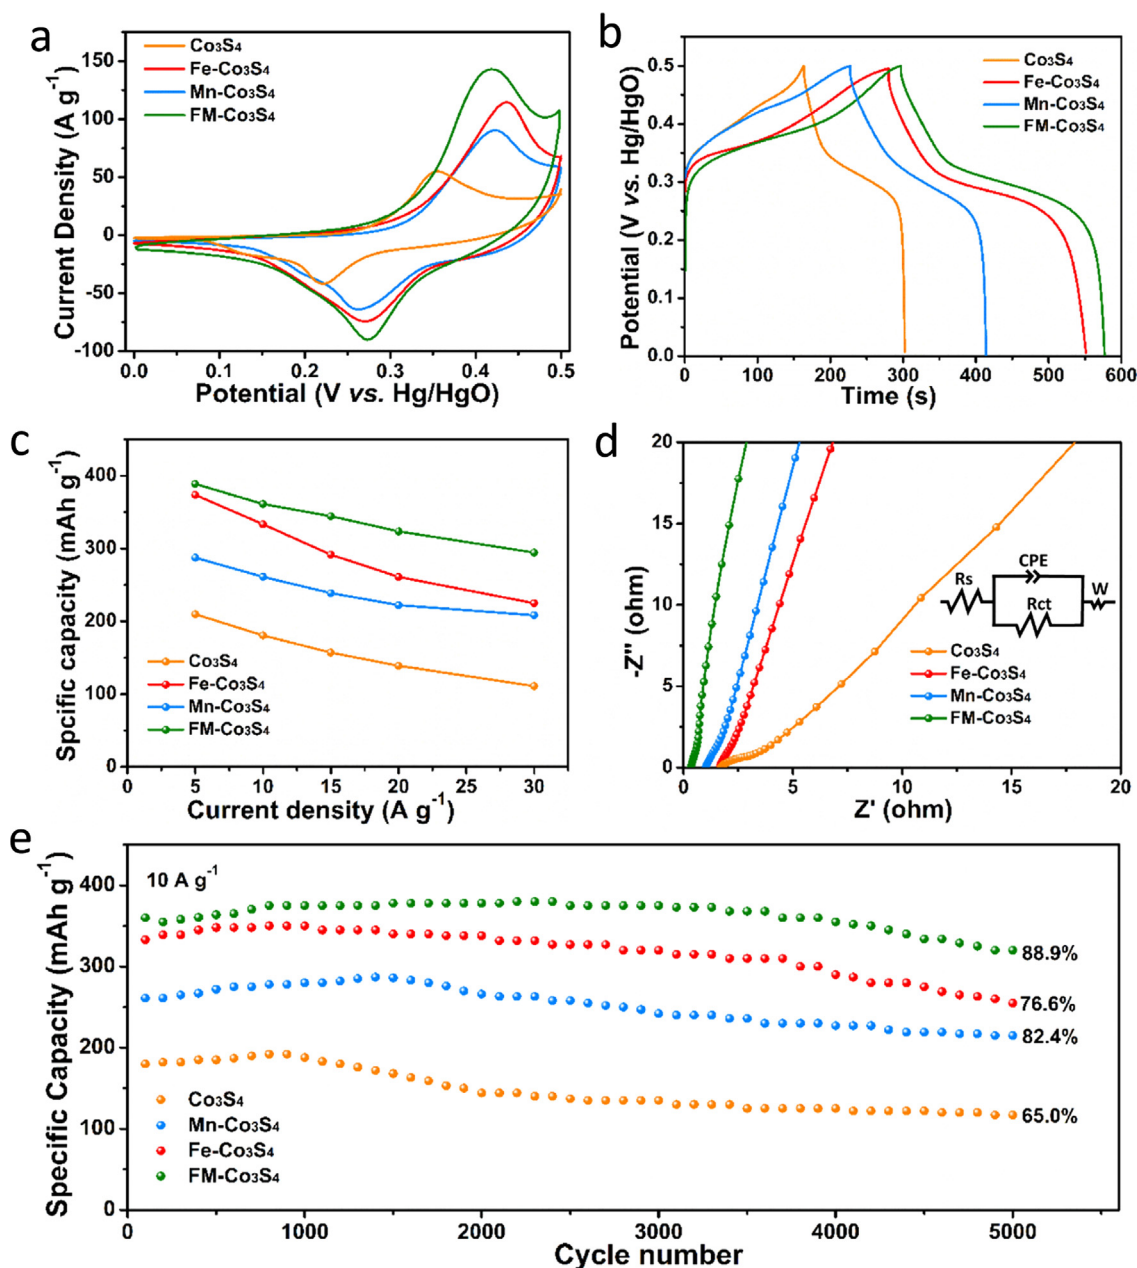 a
Co₃S₄
Fe-Co₃S₄
Mn-Co₃S₄
FM-Co₃S₄
150
100
50
0
-50
-100
Current Density (A g⁻¹)
0.0 0.1 0.2 0.3 0.4 0.5
Potential (V vs. Hg/HgO)
b
Co₃S₄
Fe-Co₃S₄
Mn-Co₃S₄
FM-Co₃S₄
0.5
0.4
0.3
0.2
0.1
0.0
Potential (V vs. Hg/HgO)
0 100 200 300 400 500 600
Time (s)
c
400
300
200
100
0
Spcific capacity (mAh g⁻¹)
Co₃S₄
Fe-Co₃S₄
Mn-Co₃S₄
FM-Co₃S₄
5 10 15 20 25 30
Current density (A g⁻¹)
d
20
15
10
5
0
-Z'' (ohm)
CPE
Rs
W
Rct
Co₃S₄
Fe-Co₃S₄
Mn-Co₃S₄
FM-Co₃S₄
0 5 10 15 20
Z' (ohm)
e
10 A g⁻¹
400
300
200
100
0
Specific Capacity (mAh g⁻¹)
88.9%
76.6%
82.4%
65.0%
Co₃S₄
Mn-Co₃S₄
Fe-Co₃S₄
FM-Co₃S₄
0 1000 2000 3000 4000 5000
Cycle number